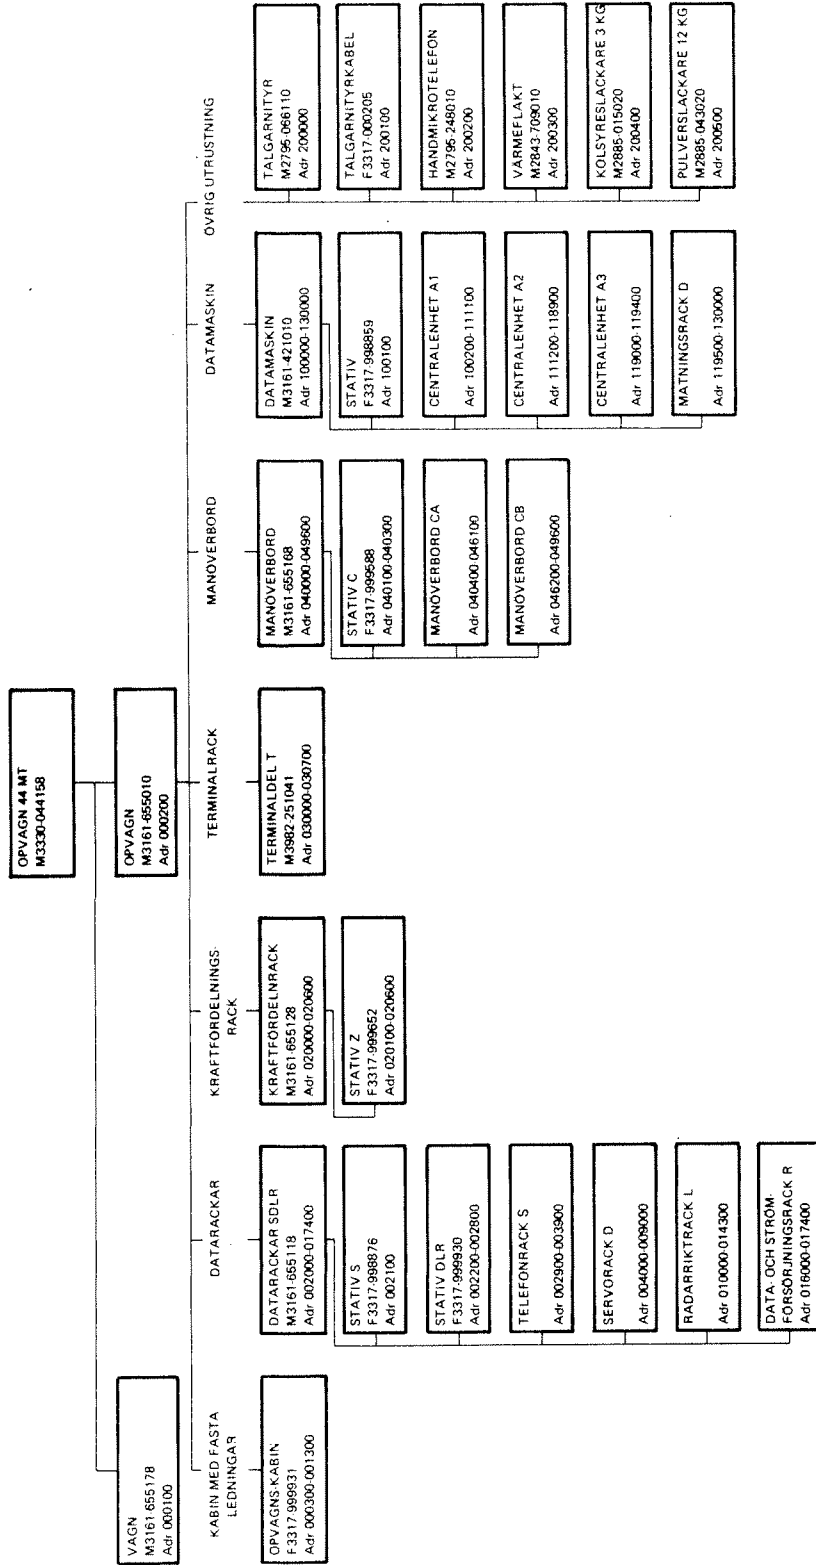 OPVAGN 44 MT
M3330-044158
VAGN
M3161-655178
Adr 000100
OPVAGN
M3161-655010
Adr 000200
KABIN MED FASTA
LEDNINGAR
OPVAGNS-KABIN
F3317-999931
Adr 000300-001300
DATARACKAR
DATARACKAR SDLR
M3161-655118
Adr 002000-017400
STATIV S
F3317-998876
Adr 002100
STATIV DLR
F3317-999930
Adr 002200-002800
TELEFONRACK S
Adr 002900-003900
SERVORACK D
Adr 004000-009000
RADARRIKTRACK L
Adr 010000-014300
DATA- OCH STRÖM-
FÖRSÖRJNINGSRACK R
Adr 016000-017400
KRAFTFÖRDELNINGS-
RACK
KRAFTFÖRDELNRACK
M3161-655128
Adr 020000-020600
STATIV Z
F3317-999652
Adr 020100-020600
TERMINALRACK
TERMINALDEL T
M3982-251041
Adr 030000-030700
MANÖVERBORD
MANÖVERBORD
M3161-655168
Adr 040000-049600
STATIV C
F3317-999588
Adr 040100-040300
MANÖVERBORD CA
Adr 040400-046100
MANÖVERBORD CB
Adr 046200-049600
DATAMASKIN
DATAMASKIN
M3161-421010
Adr 100000-130000
STATIV
F3317-998859
Adr 100100
CENTRALENHET A1
Adr 100200-111100
CENTRALENHET A2
Adr 111200-118900
CENTRALENHET A3
Adr 119000-119400
MATNINGSRACK D
Adr 119500-130000
ÖVRIG UTRUSTNING
TALGARNITYR
M2795-066110
Adr 200000
TALGARNITYRKABEL
F3317-000205
Adr 200100
HANDMIKROTELEFON
M2795-248010
Adr 200200
VÄRMEFLÄKT
M2843-709010
Adr 200300
KOLSYRESLÄCKARE 3 KG
M2885-015020
Adr 200400
PULVERSLÄCKARE 12 KG
M2885-043020
Adr 200500